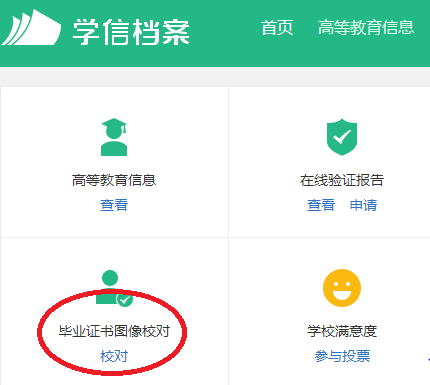 学信档案 首页 高等教育信息
高等教育信息 在线验证报告
查看 查看 申请
毕业证书图像校对 学校满意度
校对 参与投票